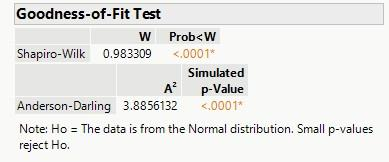 Goodness-of-Fit Test
W Prob<W
Shapiro-Wilk 0.983309 <.0001*
Simulated
A² p-Value
Anderson-Darling 3.8856132 <.0001*
Note: Ho = The data is from the Normal distribution. Small p-values
reject Ho.